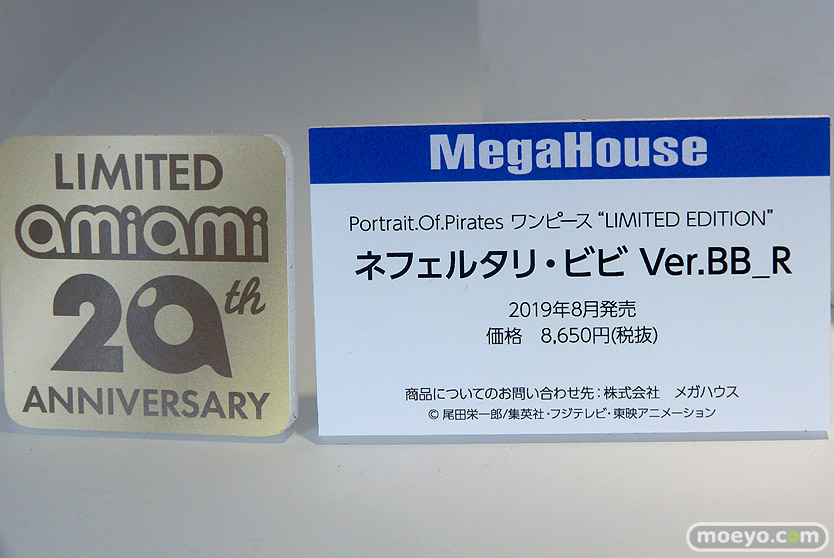 LIMITED
amiami
20th
ANNIVERSARY
MegaHouse
Portrait.Of.Pirates ワンピース “LIMITED EDITION”
ネフェルタリ・ビビ Ver.BB_R
2019年8月発売
価格　8,650円(税抜)
商品についてのお問い合わせ先：株式会社　メガハウス
© 尾田栄一郎/集英社・フジテレビ・東映アニメーション
moeyo.com